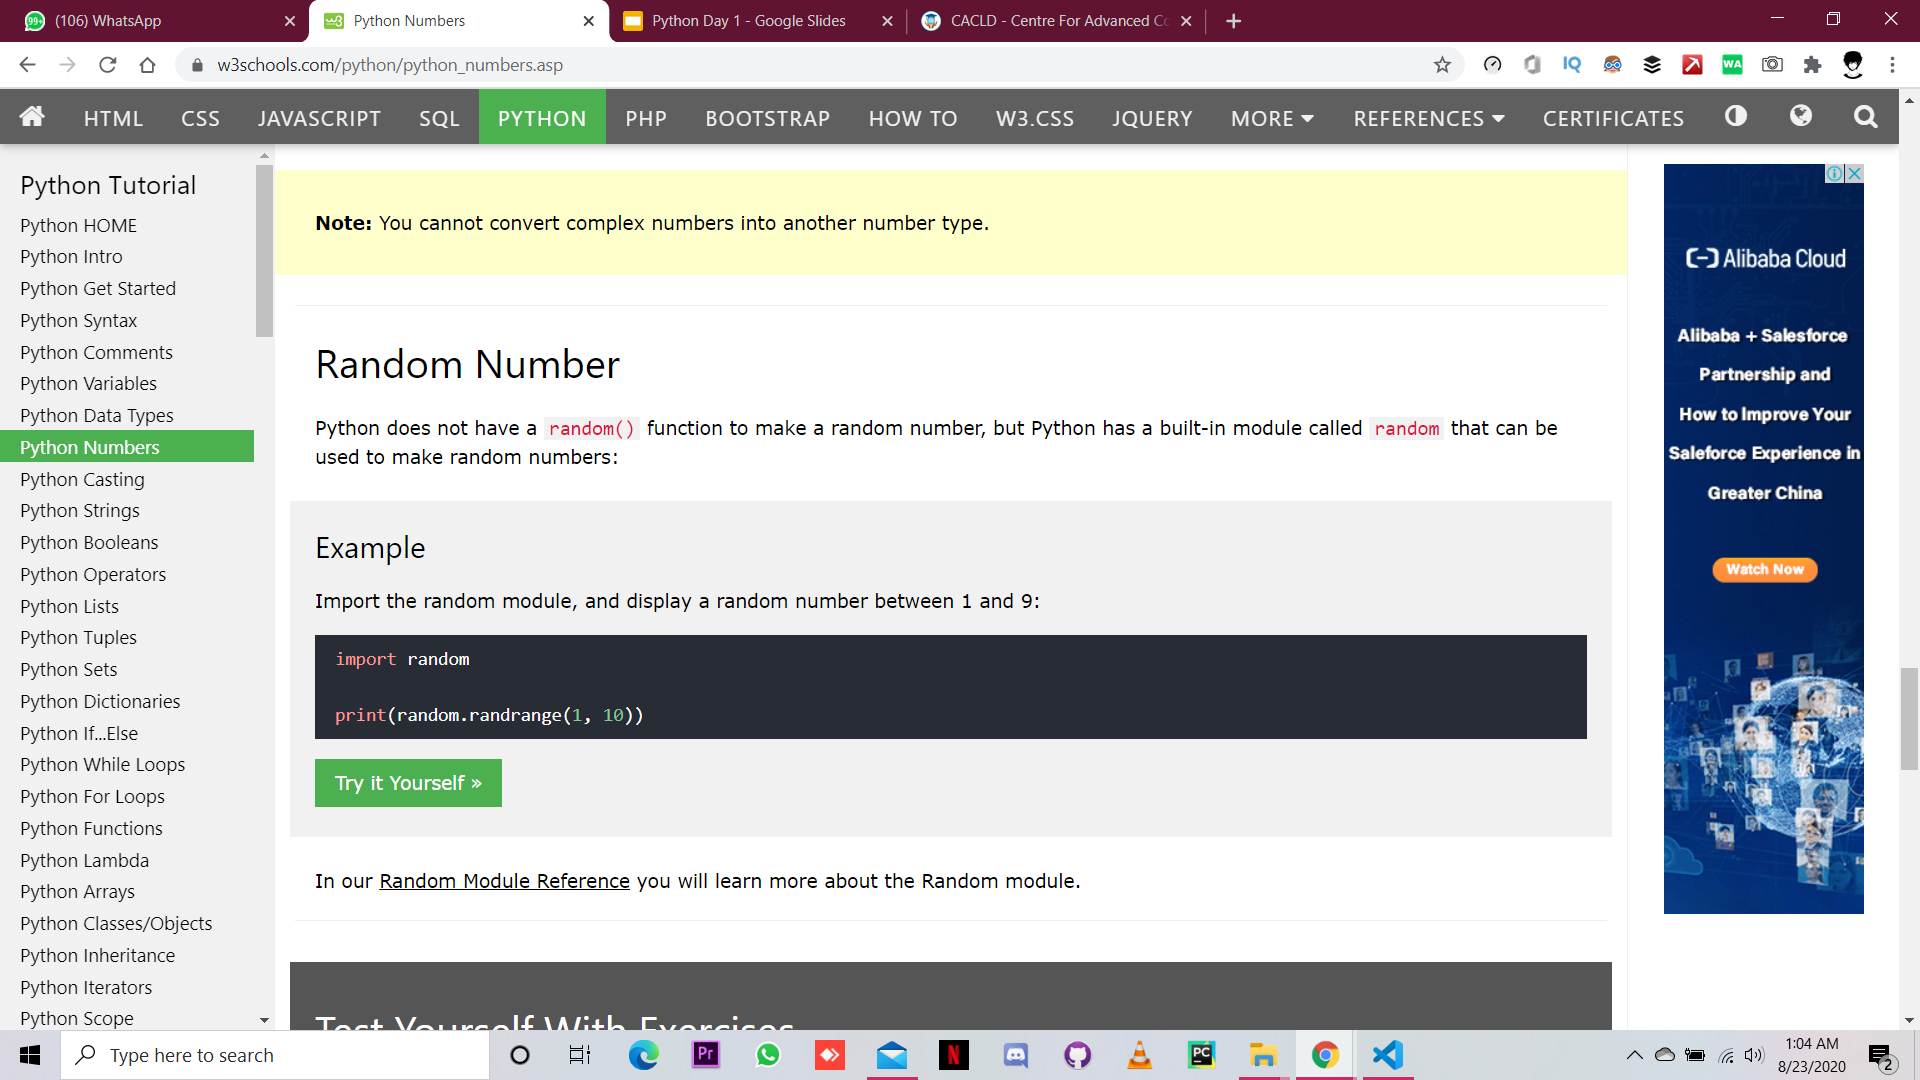 (106) WhatsApp
Python Numbers
Python Day 1 - Google Slides
CACLD - Centre For Advanced Co
w3schools.com/python/python_numbers.asp
IQ
WA
HTML
CSS
JAVASCRIPT
SQL
PYTHON
PHP
BOOTSTRAP
HOW TO
W3.CSS
JQUERY
MORE
REFERENCES
CERTIFICATES
Python Tutorial
Python HOME
Python Intro
Python Get Started
Python Syntax
Python Comments
Python Variables
Python Data Types
Python Numbers
Python Casting
Python Strings
Python Booleans
Python Operators
Python Lists
Python Tuples
Python Sets
Python Dictionaries
Python If...Else
Python While Loops
Python For Loops
Python Functions
Python Lambda
Python Arrays
Python Classes/Objects
Python Inheritance
Python Iterators
Python Scope
Note: You cannot convert complex numbers into another number type.
Random Number
Python does not have a random() function to make a random number, but Python has a built-in module called random that can be
used to make random numbers:
Example
Import the random module, and display a random number between 1 and 9:
import random
print(random.randrange(1, 10))
Try it Yourself »
In our Random Module Reference you will learn more about the Random module.
Test Yourself With Exercises
Alibaba Cloud
Alibaba + Salesforce
Partnership and
How to Improve Your
Saleforce Experience in
Greater China
Watch Now
Type here to search
Pr
N
PC
1:04 AM
8/23/2020
2